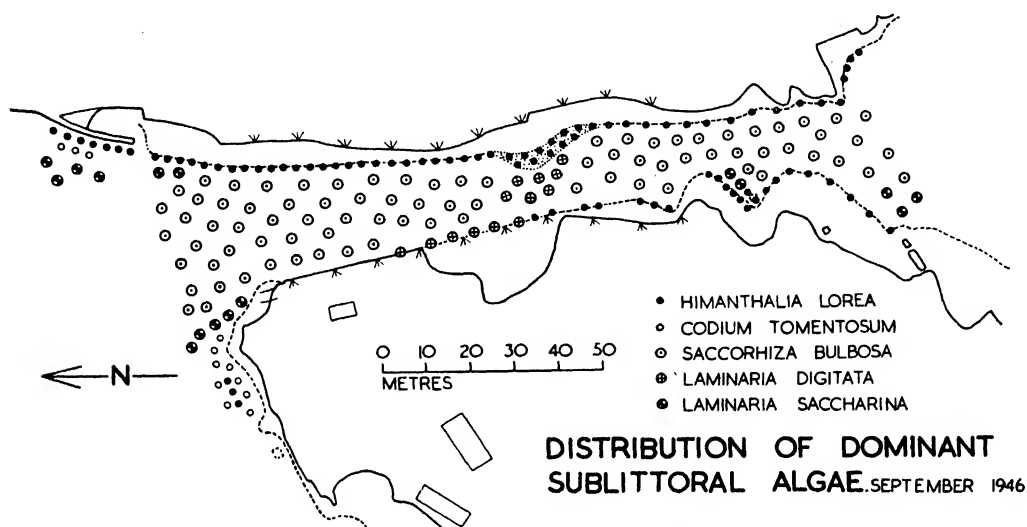 N
0 10 20 30 40 50
METRES
HIMANTHALIA LOREA
CODIUM TOMENTOSUM
SACCORHIZA BULBOSA
LAMINARIA DIGITATA
LAMINARIA SACCHARINA
DISTRIBUTION OF DOMINANT
SUBLITTORAL ALGAE. SEPTEMBER 1946